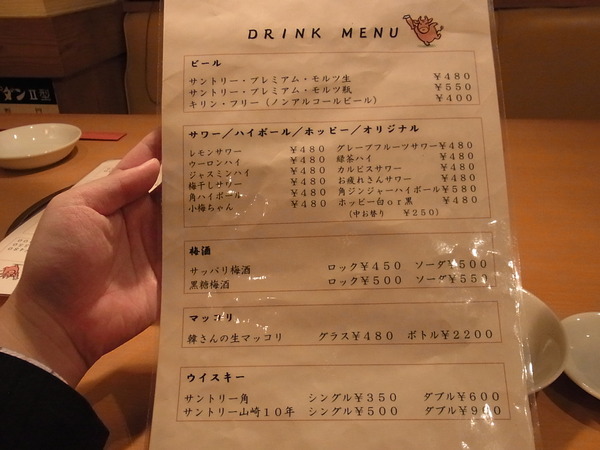 DRINK MENU
ビール
サントリー・プレミアム・モルツ生 ￥480
サントリー・プレミアム・モルツ瓶 ￥550
キリン・フリー（ノンアルコールビール） ￥400
サワー／ハイボール／ホッピー／オリジナル
レモンサワー ￥480 グレープフルーツサワー￥480
ウーロンハイ ￥480 緑茶ハイ ￥480
ジャスミンハイ ￥480 カルピスサワー ￥480
梅干しサワー ￥480 お疲れさんサワー ￥480
角ハイボール ￥480 角ジンジャーハイボール￥580
小梅ちゃん ￥480 ホッピー白or黒 ￥480
（中お替り ￥250）
梅酒
サッパリ梅酒 ロック￥450 ソーダ￥500
黒糖梅酒 ロック￥500 ソーダ￥550
マッコリ
韓さんの生マッコリ グラス￥480 ボトル￥2200
ウイスキー
サントリー角 シングル￥350 ダブル￥600
サントリー山崎10年 シングル￥500 ダブル￥900
タンⅡ型